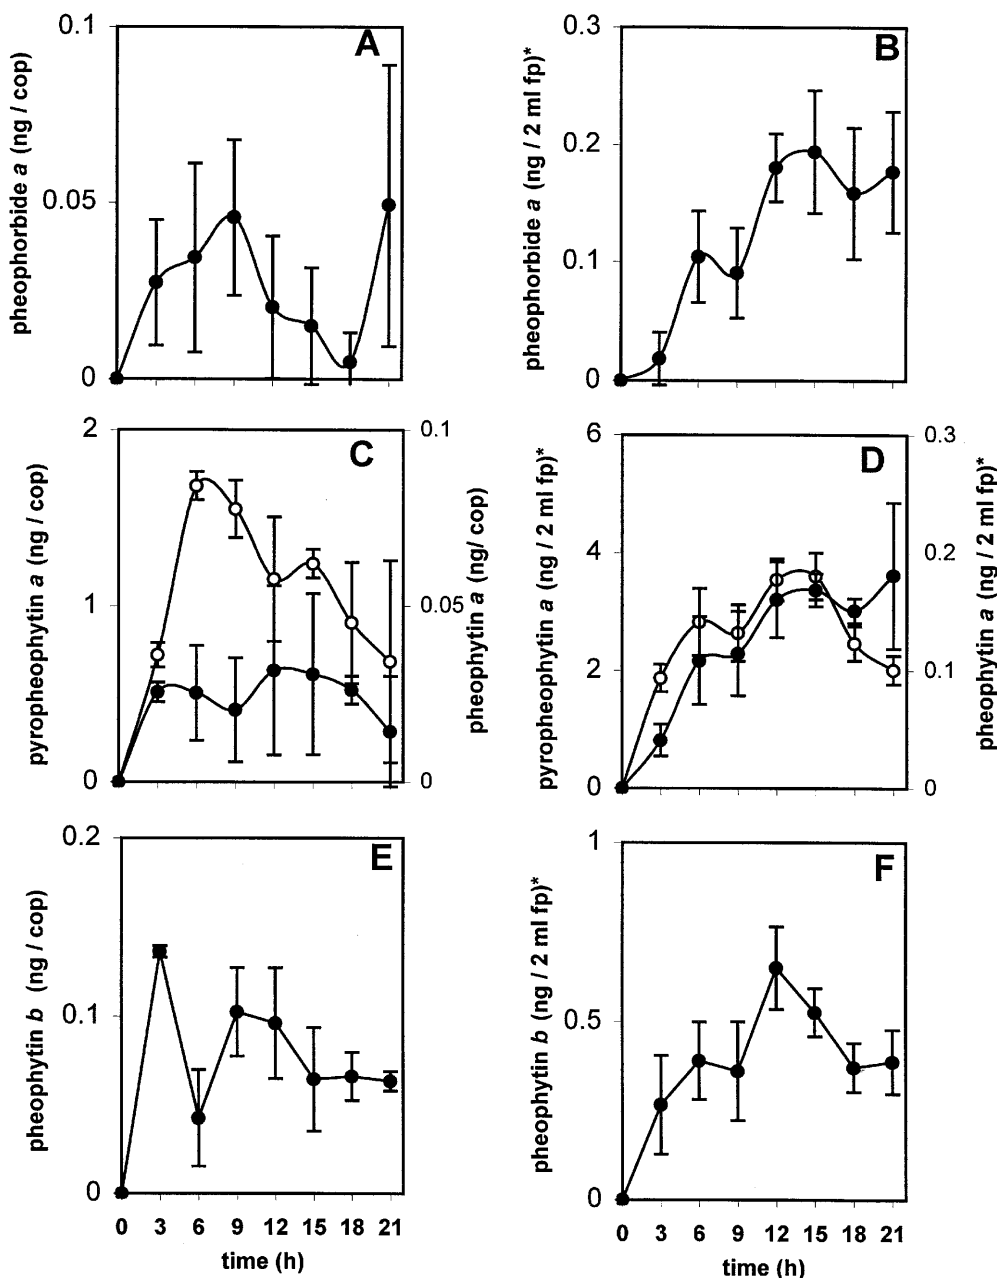 A
0.1
0.05
0
pheophorbide a (ng / cop)
B
0.3
0.2
0.1
0
pheophorbide a (ng / 2 ml fp)*
C
2
1
0
pyropheophytin a (ng / cop)
0.1
0.05
0
pheophytin a (ng/ cop)
D
6
4
2
0
pyropheophytin a (ng / 2 ml fp)*
0.3
0.2
0.1
0
pheophytin a (ng / 2 ml fp)*
E
0.2
0.1
0
pheophytin b (ng / cop)
0 3 6 9 12 15 18 21
time (h)
F
1
0.5
0
pheophytin b (ng / 2 ml fp)*
0 3 6 9 12 15 18 21
time (h)